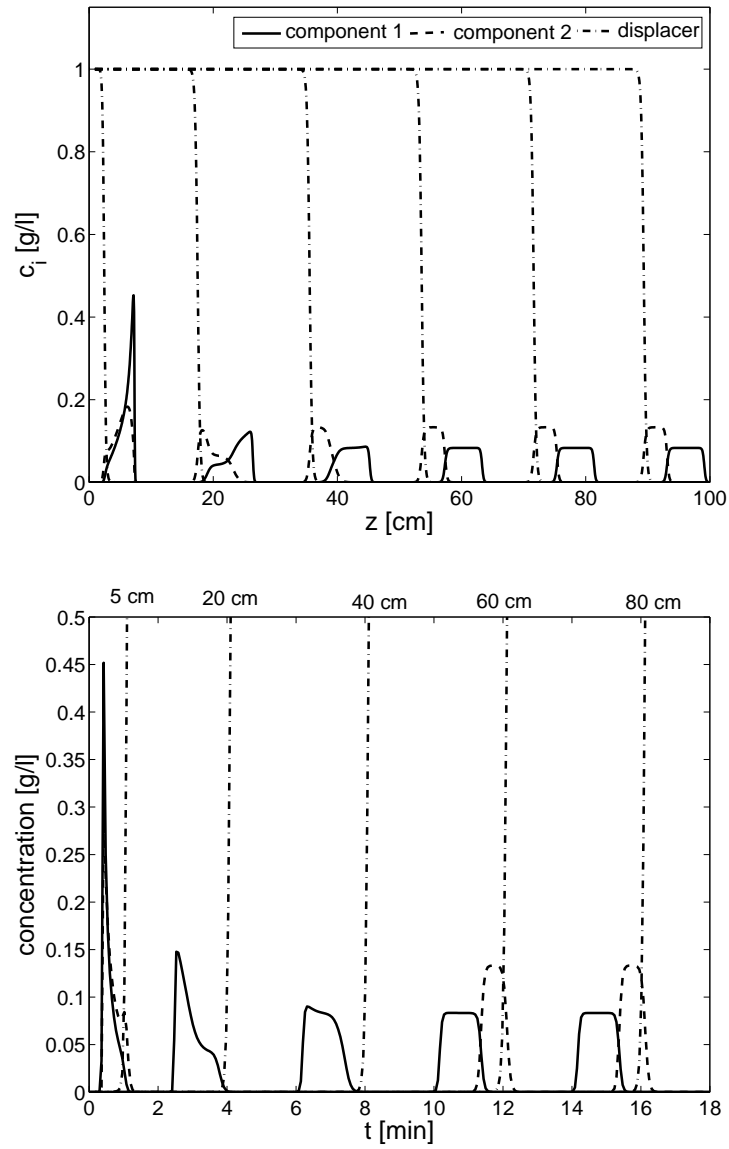 component 1 component 2 displacer
1
0.8
0.6
0.4
0.2
0
c_i [g/l]
0 20 40 60 80 100
z [cm]
5 cm 20 cm 40 cm 60 cm 80 cm
0.5
0.45
0.4
0.35
0.3
0.25
0.2
0.15
0.1
0.05
0
concentration [g/l]
0 2 4 6 8 10 12 14 16 18
t [min]